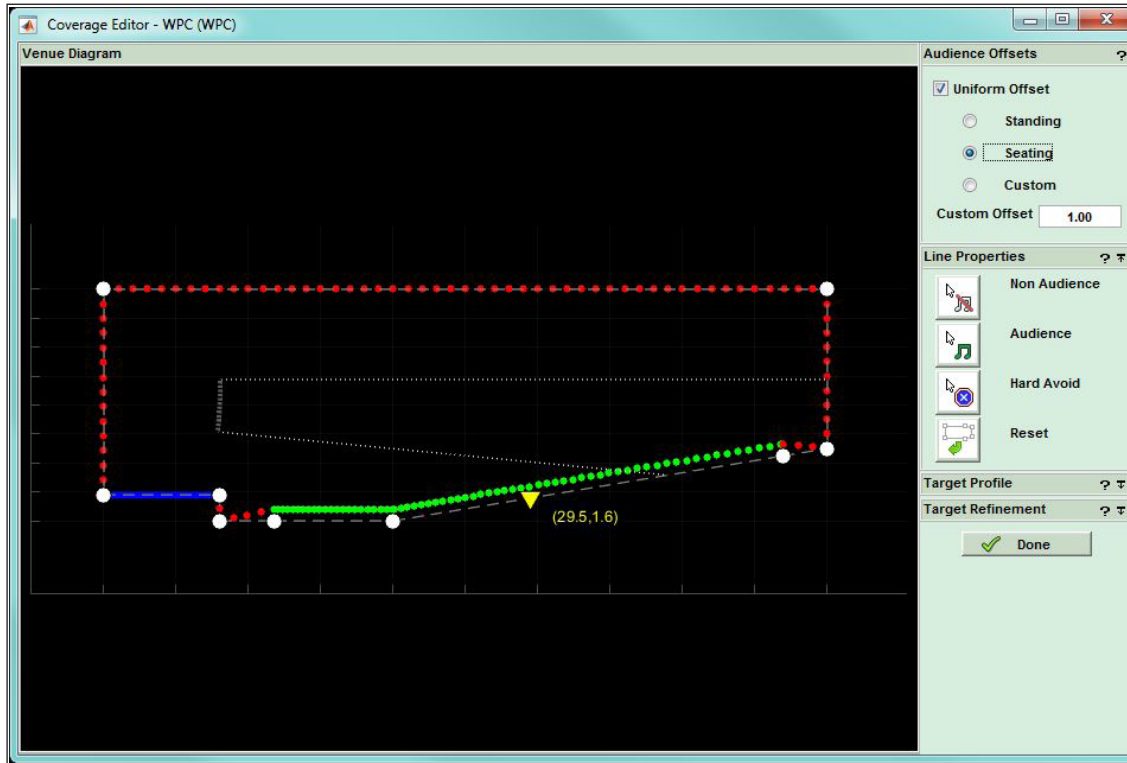 Coverage Editor - WPC (WPC)
Venue Diagram
(29.5,1.6)
Audience Offsets ?
Uniform Offset
Standing
Seating
Custom
Custom Offset 1.00
Line Properties ?
Non Audience
Audience
Hard Avoid
Reset
Target Profile ?
Target Refinement ?
Done